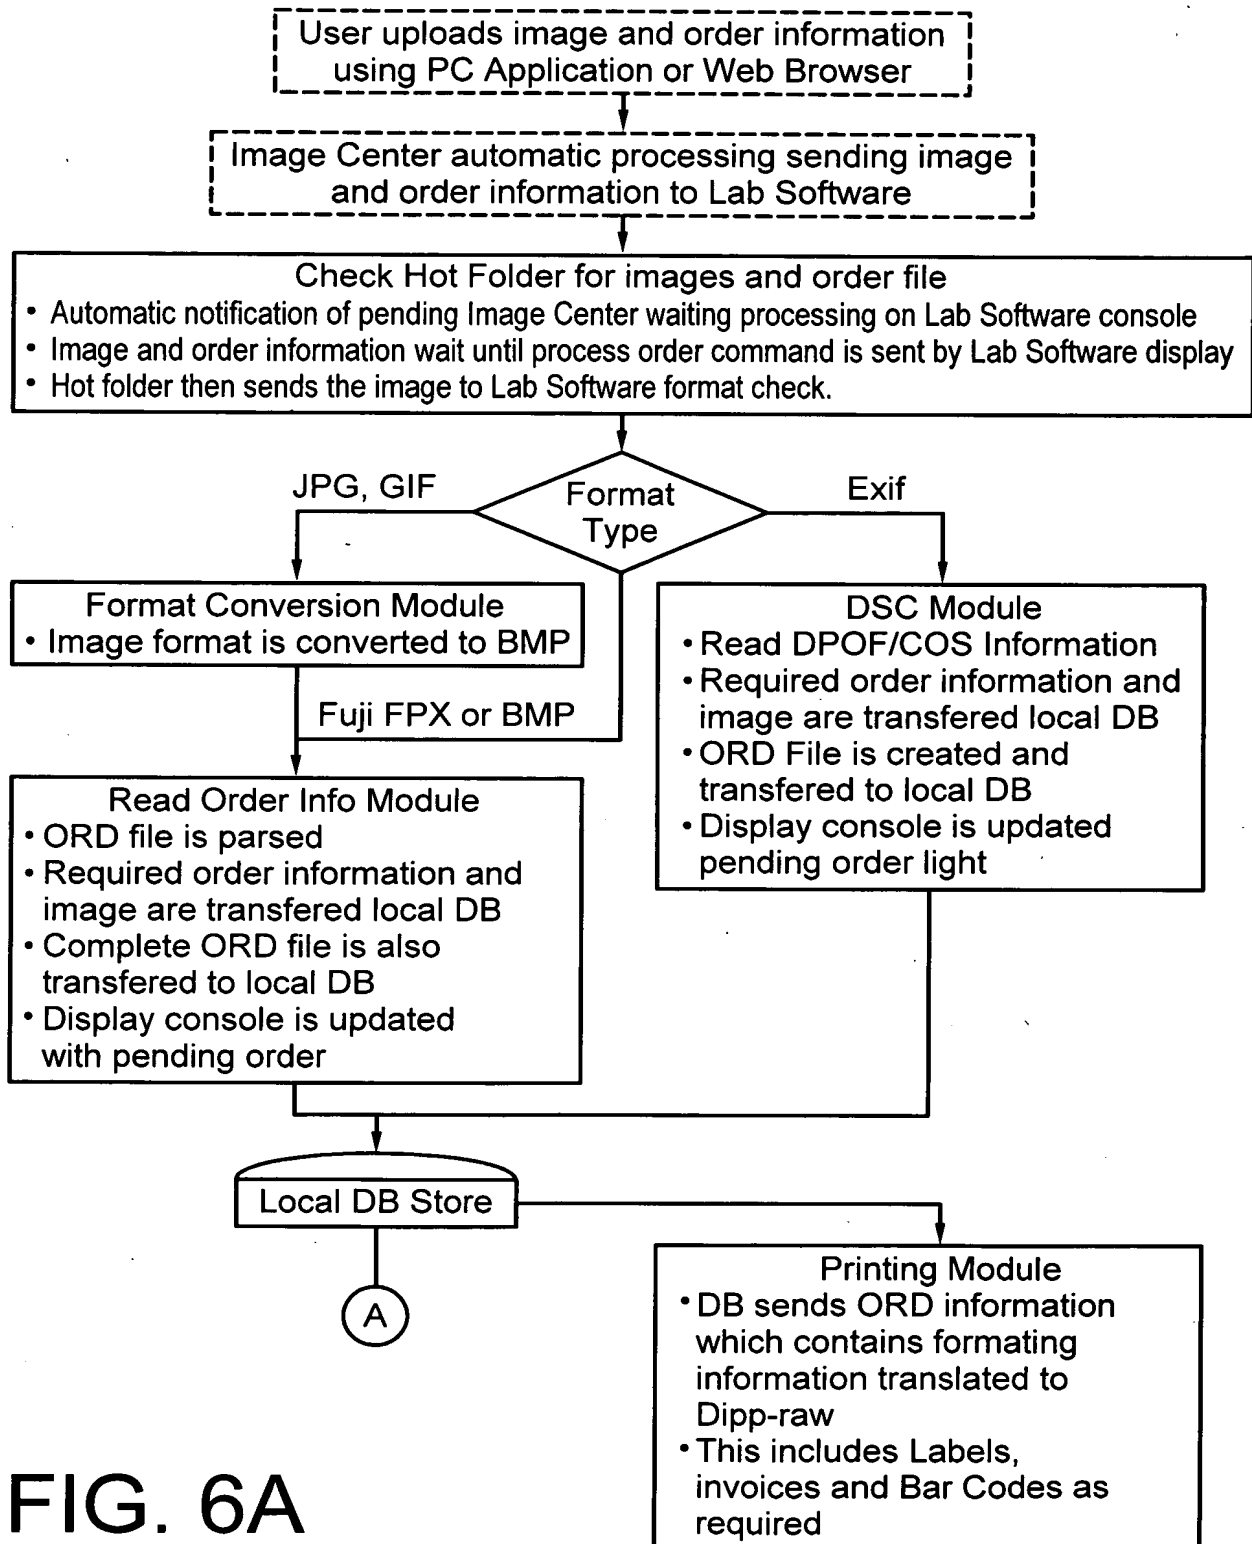 User uploads image and order information
using PC Application or Web Browser
Image Center automatic processing sending image
and order information to Lab Software
Check Hot Folder for images and order file
• Automatic notification of pending Image Center waiting processing on Lab Software console
• Image and order information wait until process order command is sent by Lab Software display
• Hot folder then sends the image to Lab Software format check.
JPG, GIF
Format
Type
Exif
Format Conversion Module
• Image format is converted to BMP
Fuji FPX or BMP
DSC Module
• Read DPOF/COS Information
• Required order information and
image are transfered local DB
• ORD File is created and
transfered to local DB
• Display console is updated
pending order light
Read Order Info Module
• ORD file is parsed
• Required order information and
image are transfered local DB
• Complete ORD file is also
transfered to local DB
• Display console is updated
with pending order
Local DB Store
A
Printing Module
• DB sends ORD information
which contains formating
information translated to
Dipp-raw
• This includes Labels,
invoices and Bar Codes as
required
FIG. 6A